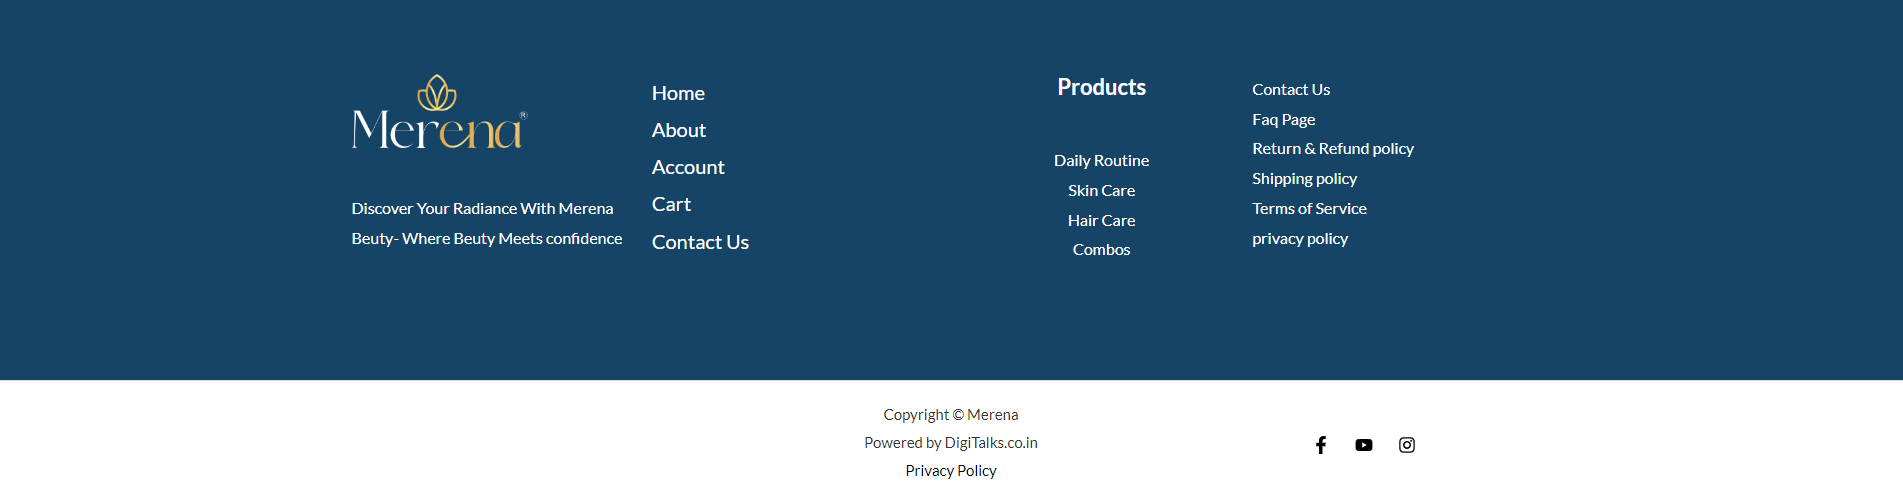 Merena®
Discover Your Radiance With Merena
Beuty- Where Beuty Meets confidence
Home
About
Account
Cart
Contact Us
Products
Daily Routine
Skin Care
Hair Care
Combos
Contact Us
Faq Page
Return & Refund policy
Shipping policy
Terms of Service
privacy policy
Copyright © Merena
Powered by DigiTalks.co.in
Privacy Policy